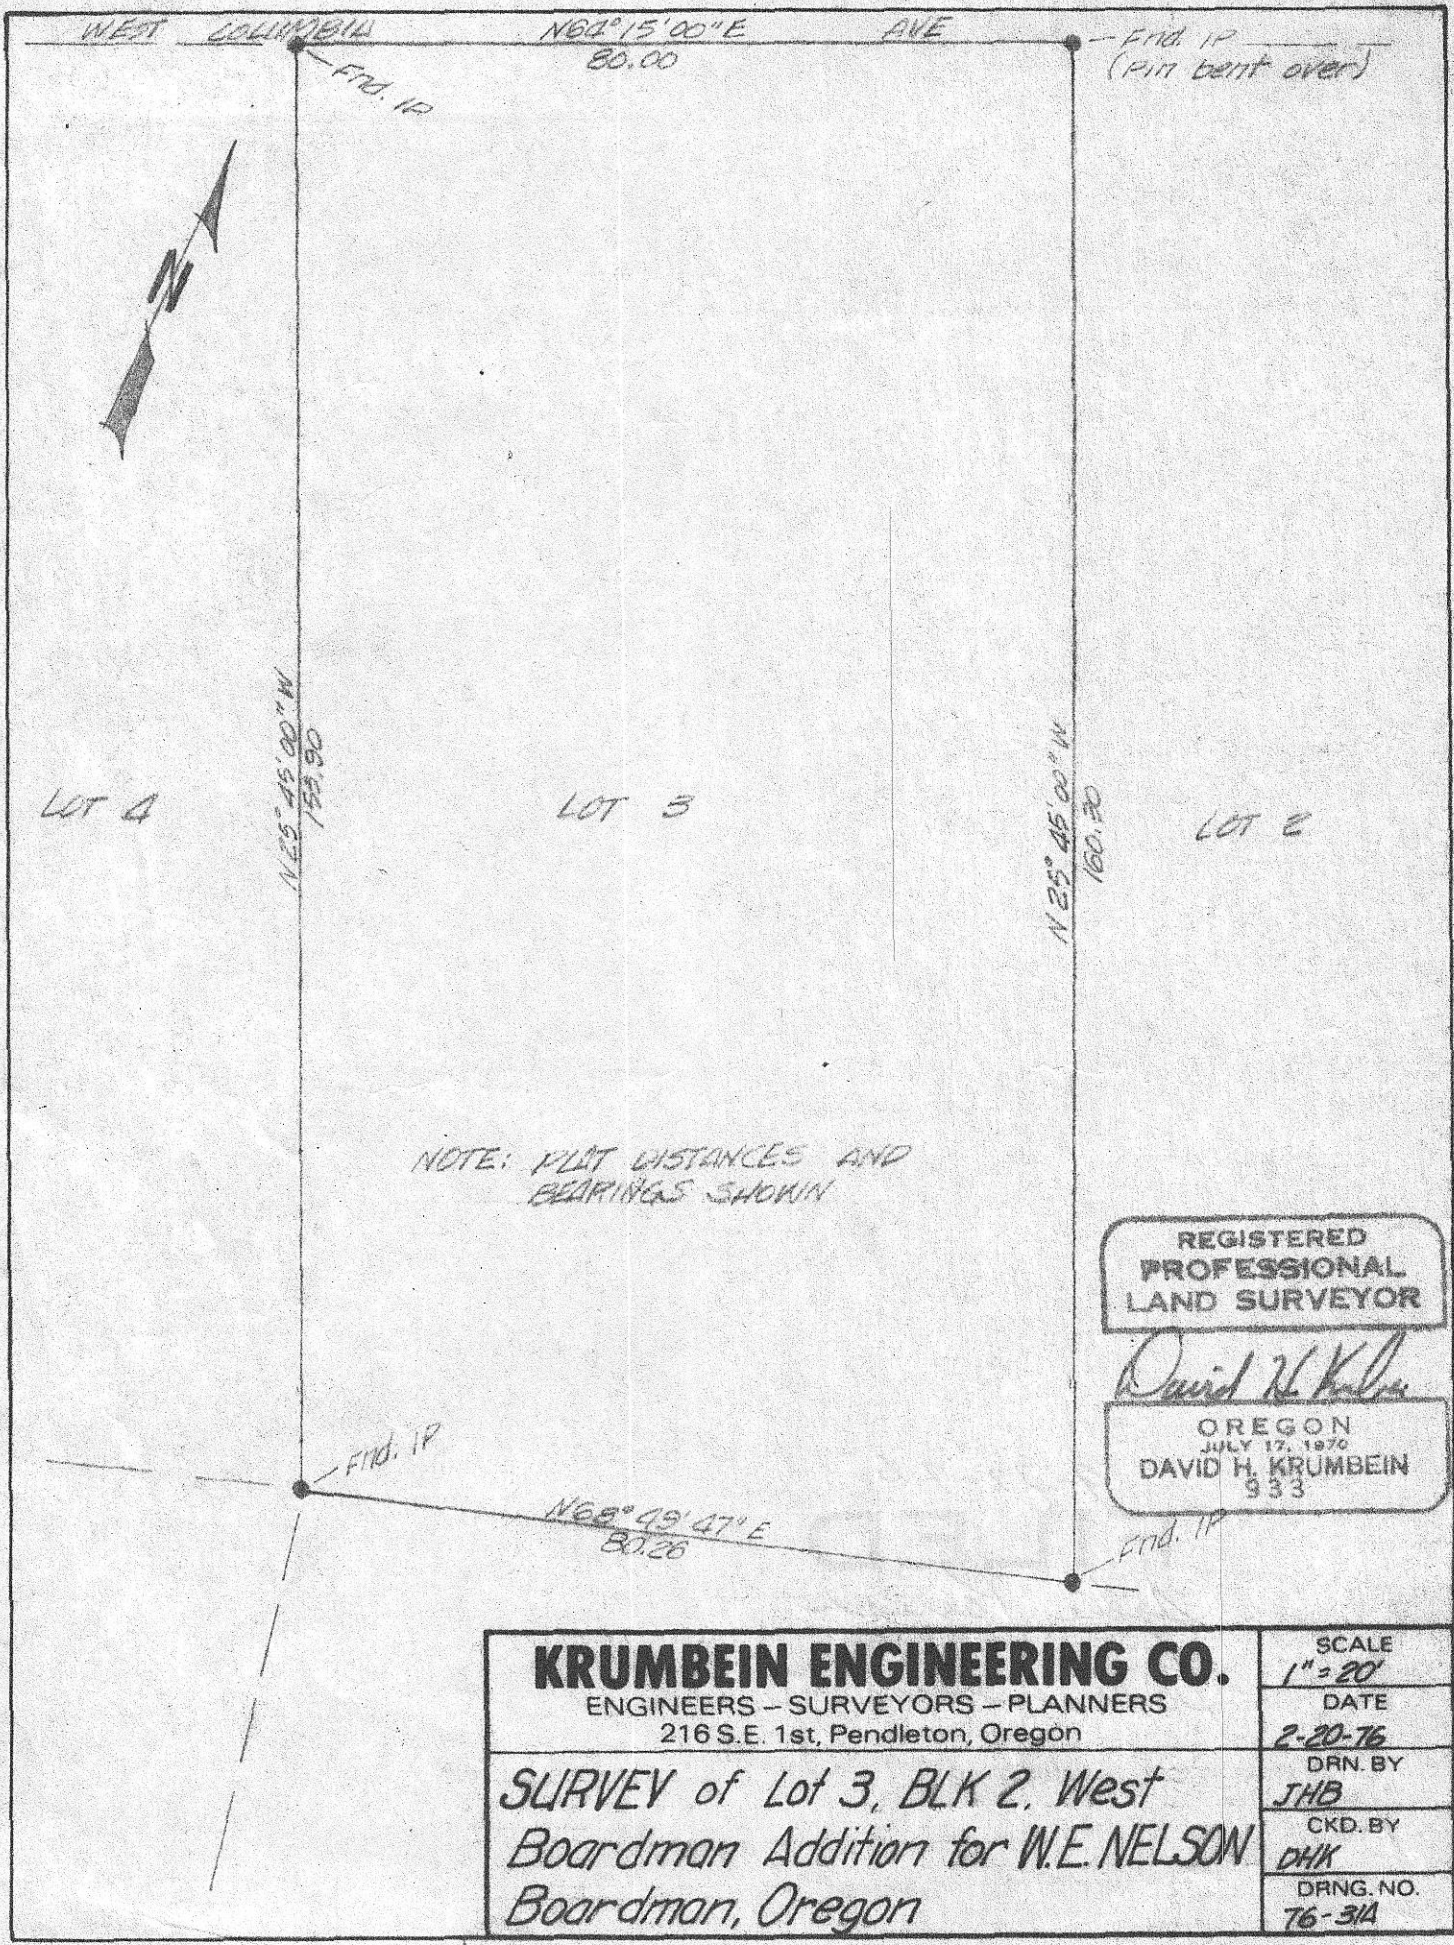 WEST COLUMBIA AVE
N64°15'00"E
80.00
Fnd. IP
Fnd. IP
(Pin bent over)
N
N25°45'00"W
N25°45'00"W
160.30
LOT 4
LOT 3
LOT 2
NOTE: PLAT DISTANCES AND
BEARINGS SHOWN
REGISTERED
PROFESSIONAL
LAND SURVEYOR
David H Krumbein
OREGON
JULY 17, 1970
DAVID H. KRUMBEIN
933
Fnd. IP
49'47"E
80.26
Fnd. IP
KRUMBEIN ENGINEERING CO.
ENGINEERS – SURVEYORS – PLANNERS
216 S.E. 1st, Pendleton, Oregon
SURVEY of Lot 3, BLK 2, West
Boardman Addition for W.E. NELSON
Boardman, Oregon
SCALE
1"=20'
DATE
2-20-76
DRN. BY
JHB
CKD. BY
DHK
DRNG. NO.
76-31A